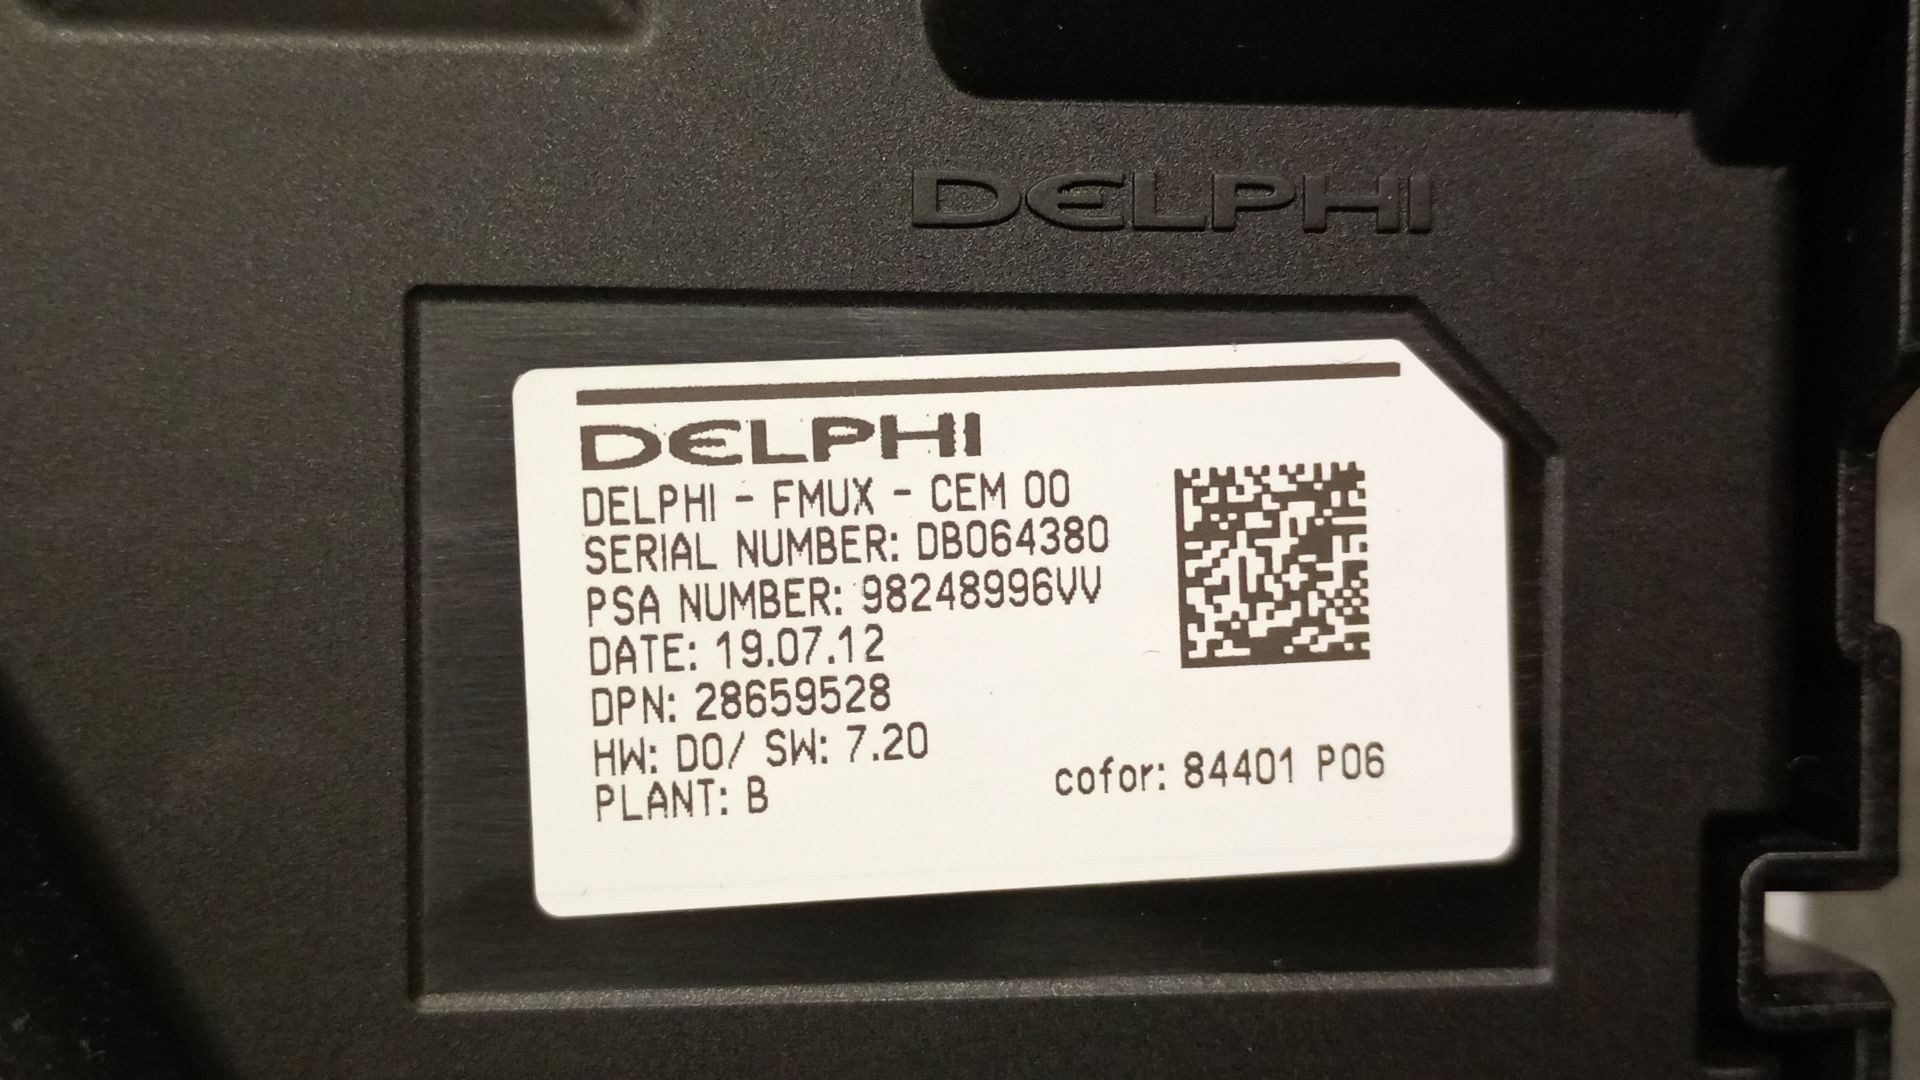 DELPHI
DELPHI
DELPHI - FMUX - CEM 00
SERIAL NUMBER: DB064380
PSA NUMBER: 98248996VV
DATE: 19.07.12
DPN: 28659528
HW: D0/ SW: 7.20
PLANT: B
cofor: 84401 P06